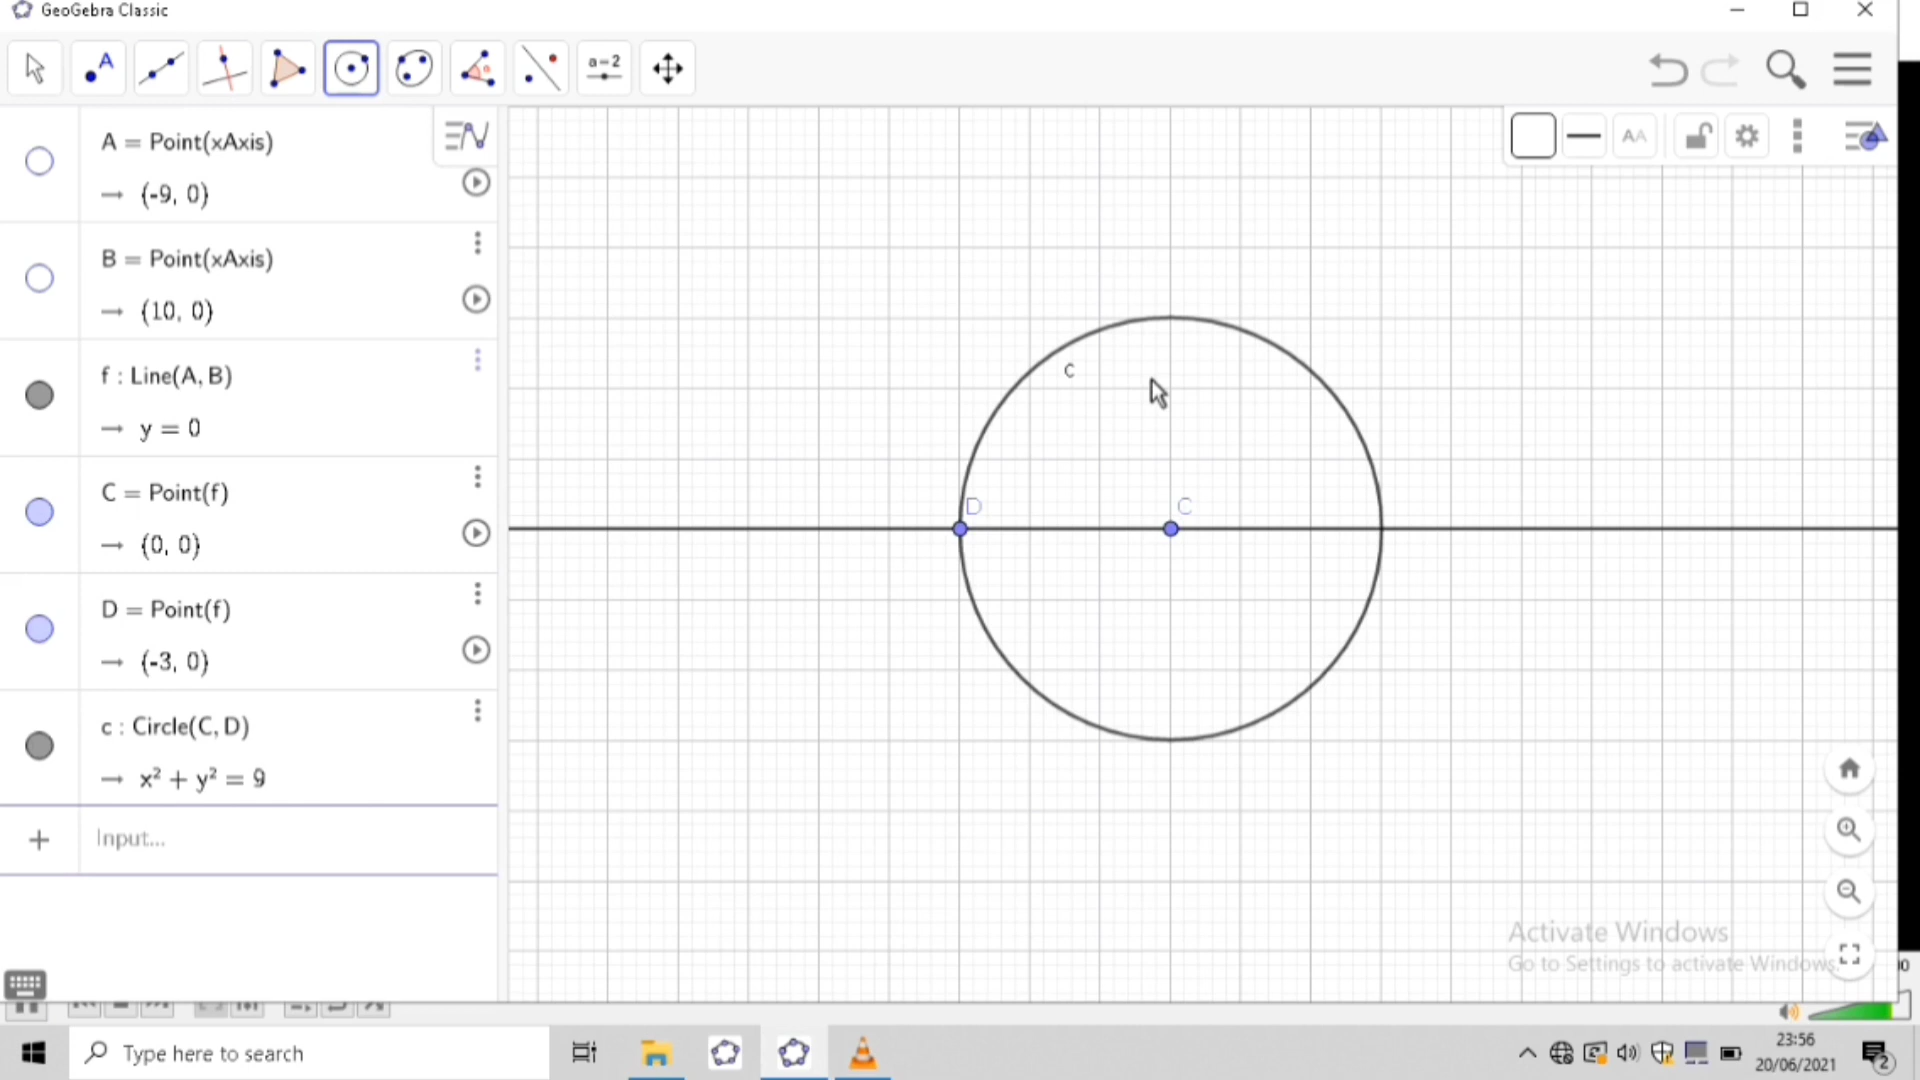 GeoGebra Classic
A
a=2
AA
A = Point(xAxis)
→ (-9, 0)
B = Point(xAxis)
→ (10, 0)
f : Line(A, B)
→ y = 0
C = Point(f)
→ (0, 0)
D = Point(f)
→ (-3, 0)
c : Circle(C, D)
→ x² + y² = 9
+ Input...
c
D
C
Activate Windows
Go to Settings to activate Windows.
Type here to search
23:56
20/06/2021
2